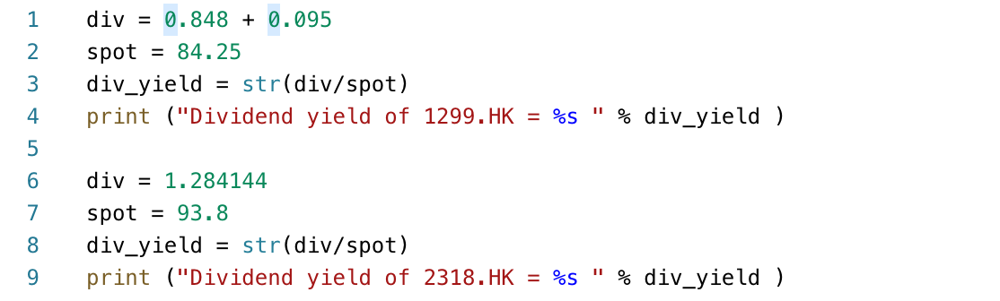 1 div = 0.848 + 0.095
2 spot = 84.25
3 div_yield = str(div/spot)
4 print ("Dividend yield of 1299.HK = %s " % div_yield )
5
6 div = 1.284144
7 spot = 93.8
8 div_yield = str(div/spot)
9 print ("Dividend yield of 2318.HK = %s " % div_yield )